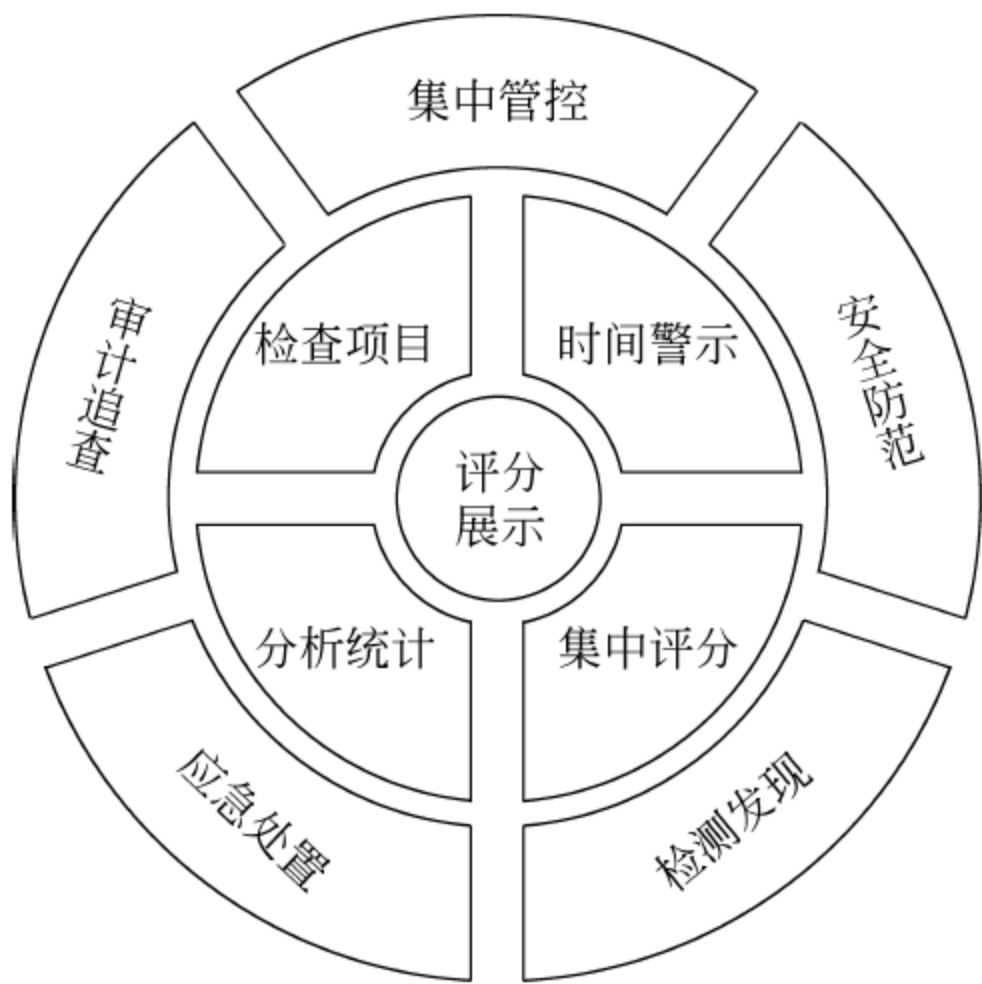 集中管控
审计追查
安全防范
检查项目
时间警示
评分
展示
分析统计
集中评分
应急处置
检测发现